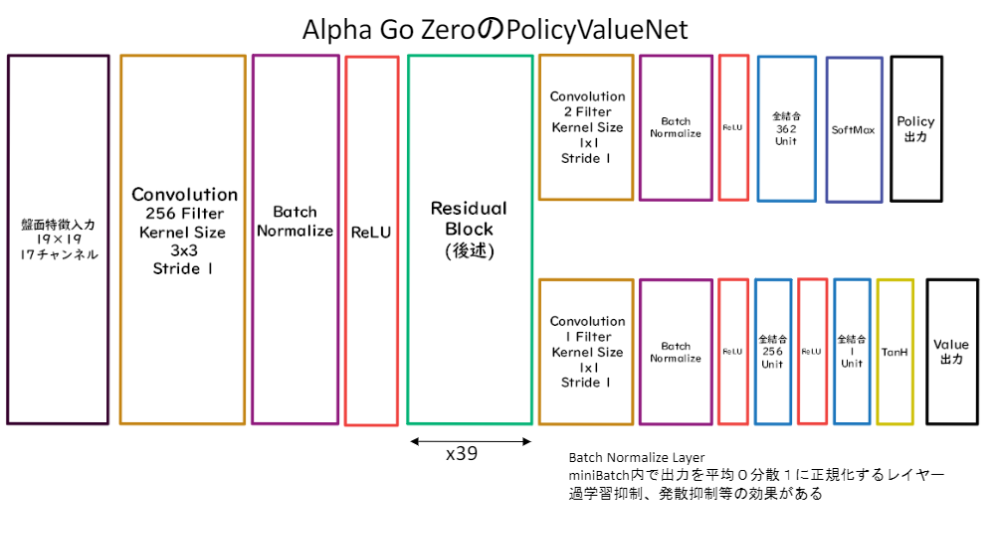 Alpha Go ZeroのPolicyValueNet
盤面特徴入力
19×19
17チャンネル
Convolution
256 Filter
Kernel Size
3x3
Stride 1
Batch
Normalize
ReLU
Residual
Block
(後述)
x39
Convolution
2 Filter
Kernel Size
1x1
Stride 1
Batch
Normalize
ReLU
全結合
362
Unit
SoftMax
Policy
出力
Convolution
1 Filter
Kernel Size
1x1
Stride 1
Batch
Normalize
ReLU
全結合
256
Unit
ReLU
全結合
1
Unit
TanH
Value
出力
Batch Normalize Layer
miniBatch内で出力を平均０分散１に正規化するレイヤー
過学習抑制、発散抑制等の効果がある